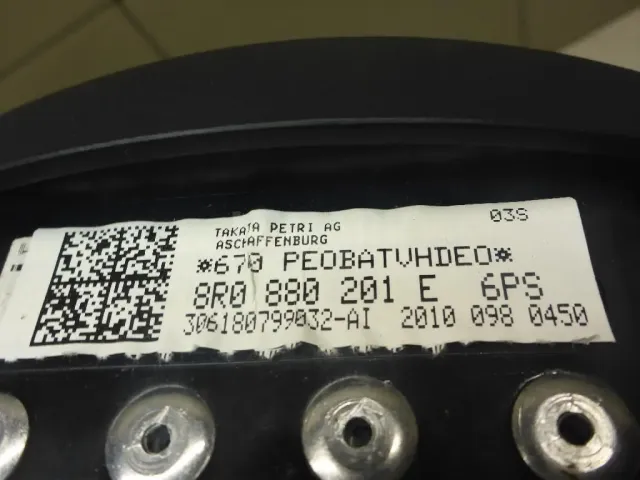 TAKATA PETRI AG 03S
ASCHAFFENBURG
*670 PEOBATVHDEO*
8R0 880 201 E 6PS
306180799032-AI 2010 098 0450